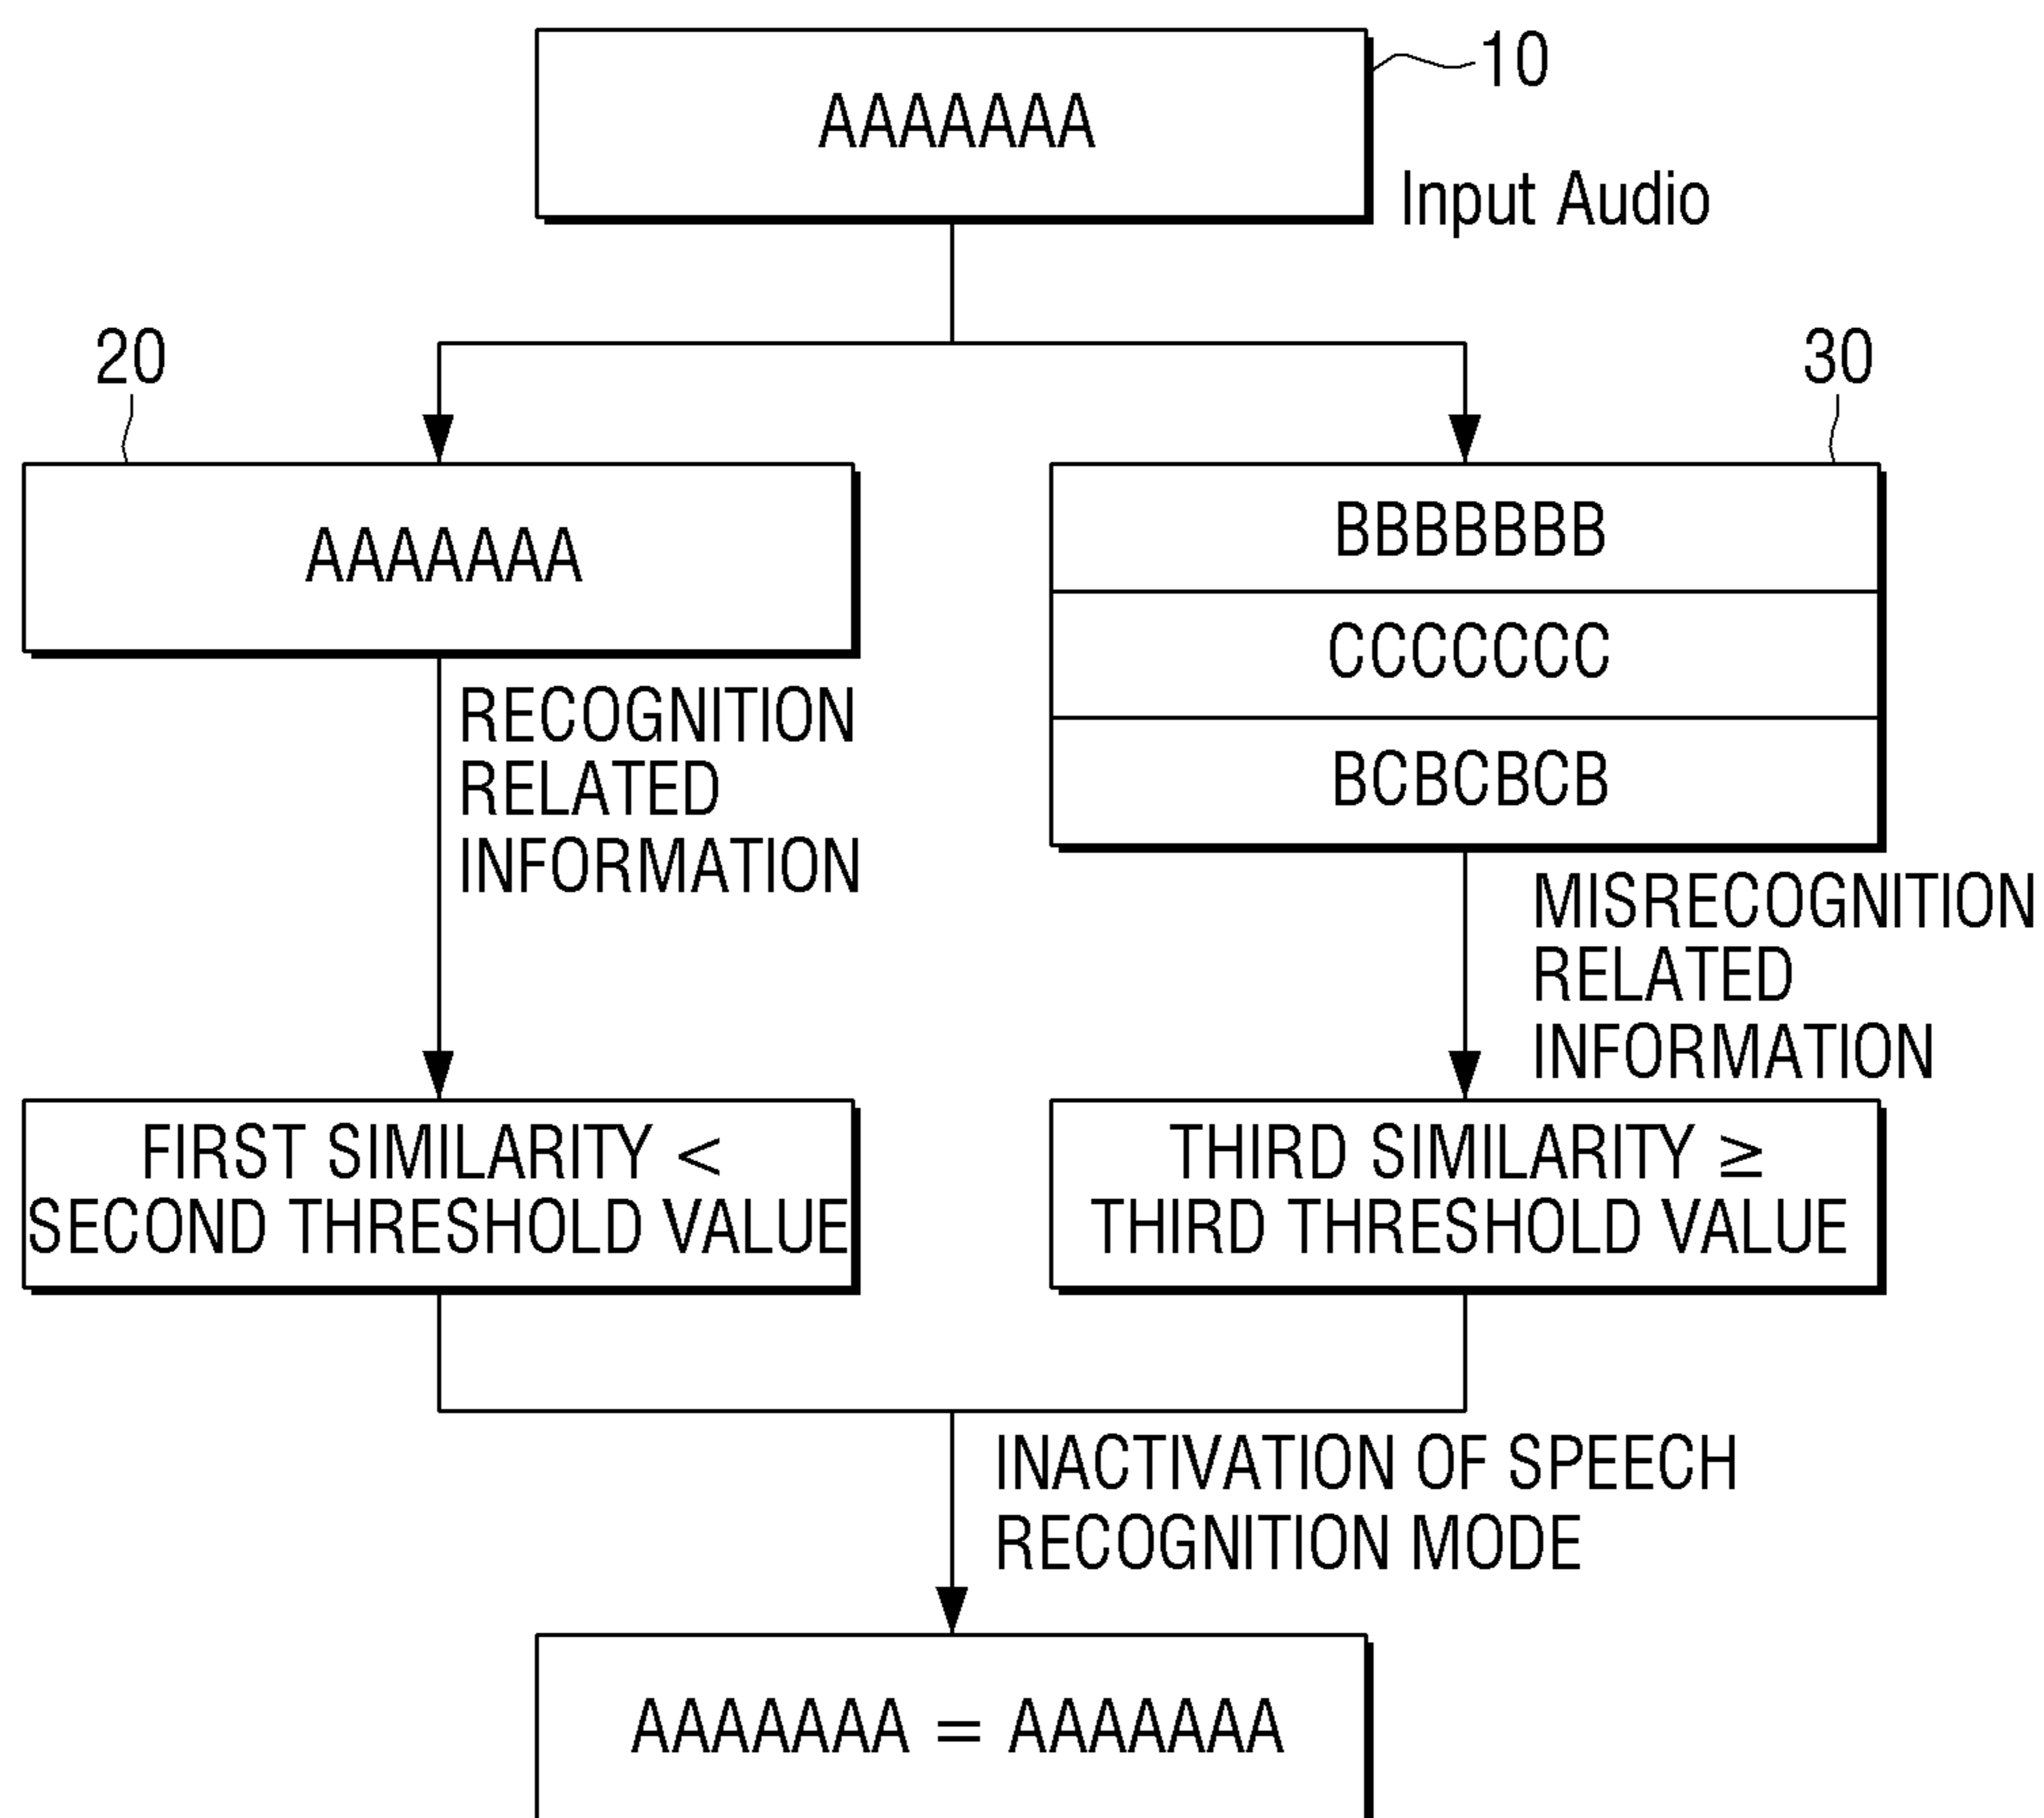 AAAAAAA
10
Input Audio
20
AAAAAAA
RECOGNITION
RELATED
INFORMATION
30
BBBBBBB
CCCCCCC
BCBCBCB
MISRECOGNITION
RELATED
INFORMATION
FIRST SIMILARITY <
SECOND THRESHOLD VALUE
THIRD SIMILARITY ≥
THIRD THRESHOLD VALUE
INACTIVATION OF SPEECH
RECOGNITION MODE
AAAAAAA = AAAAAAA